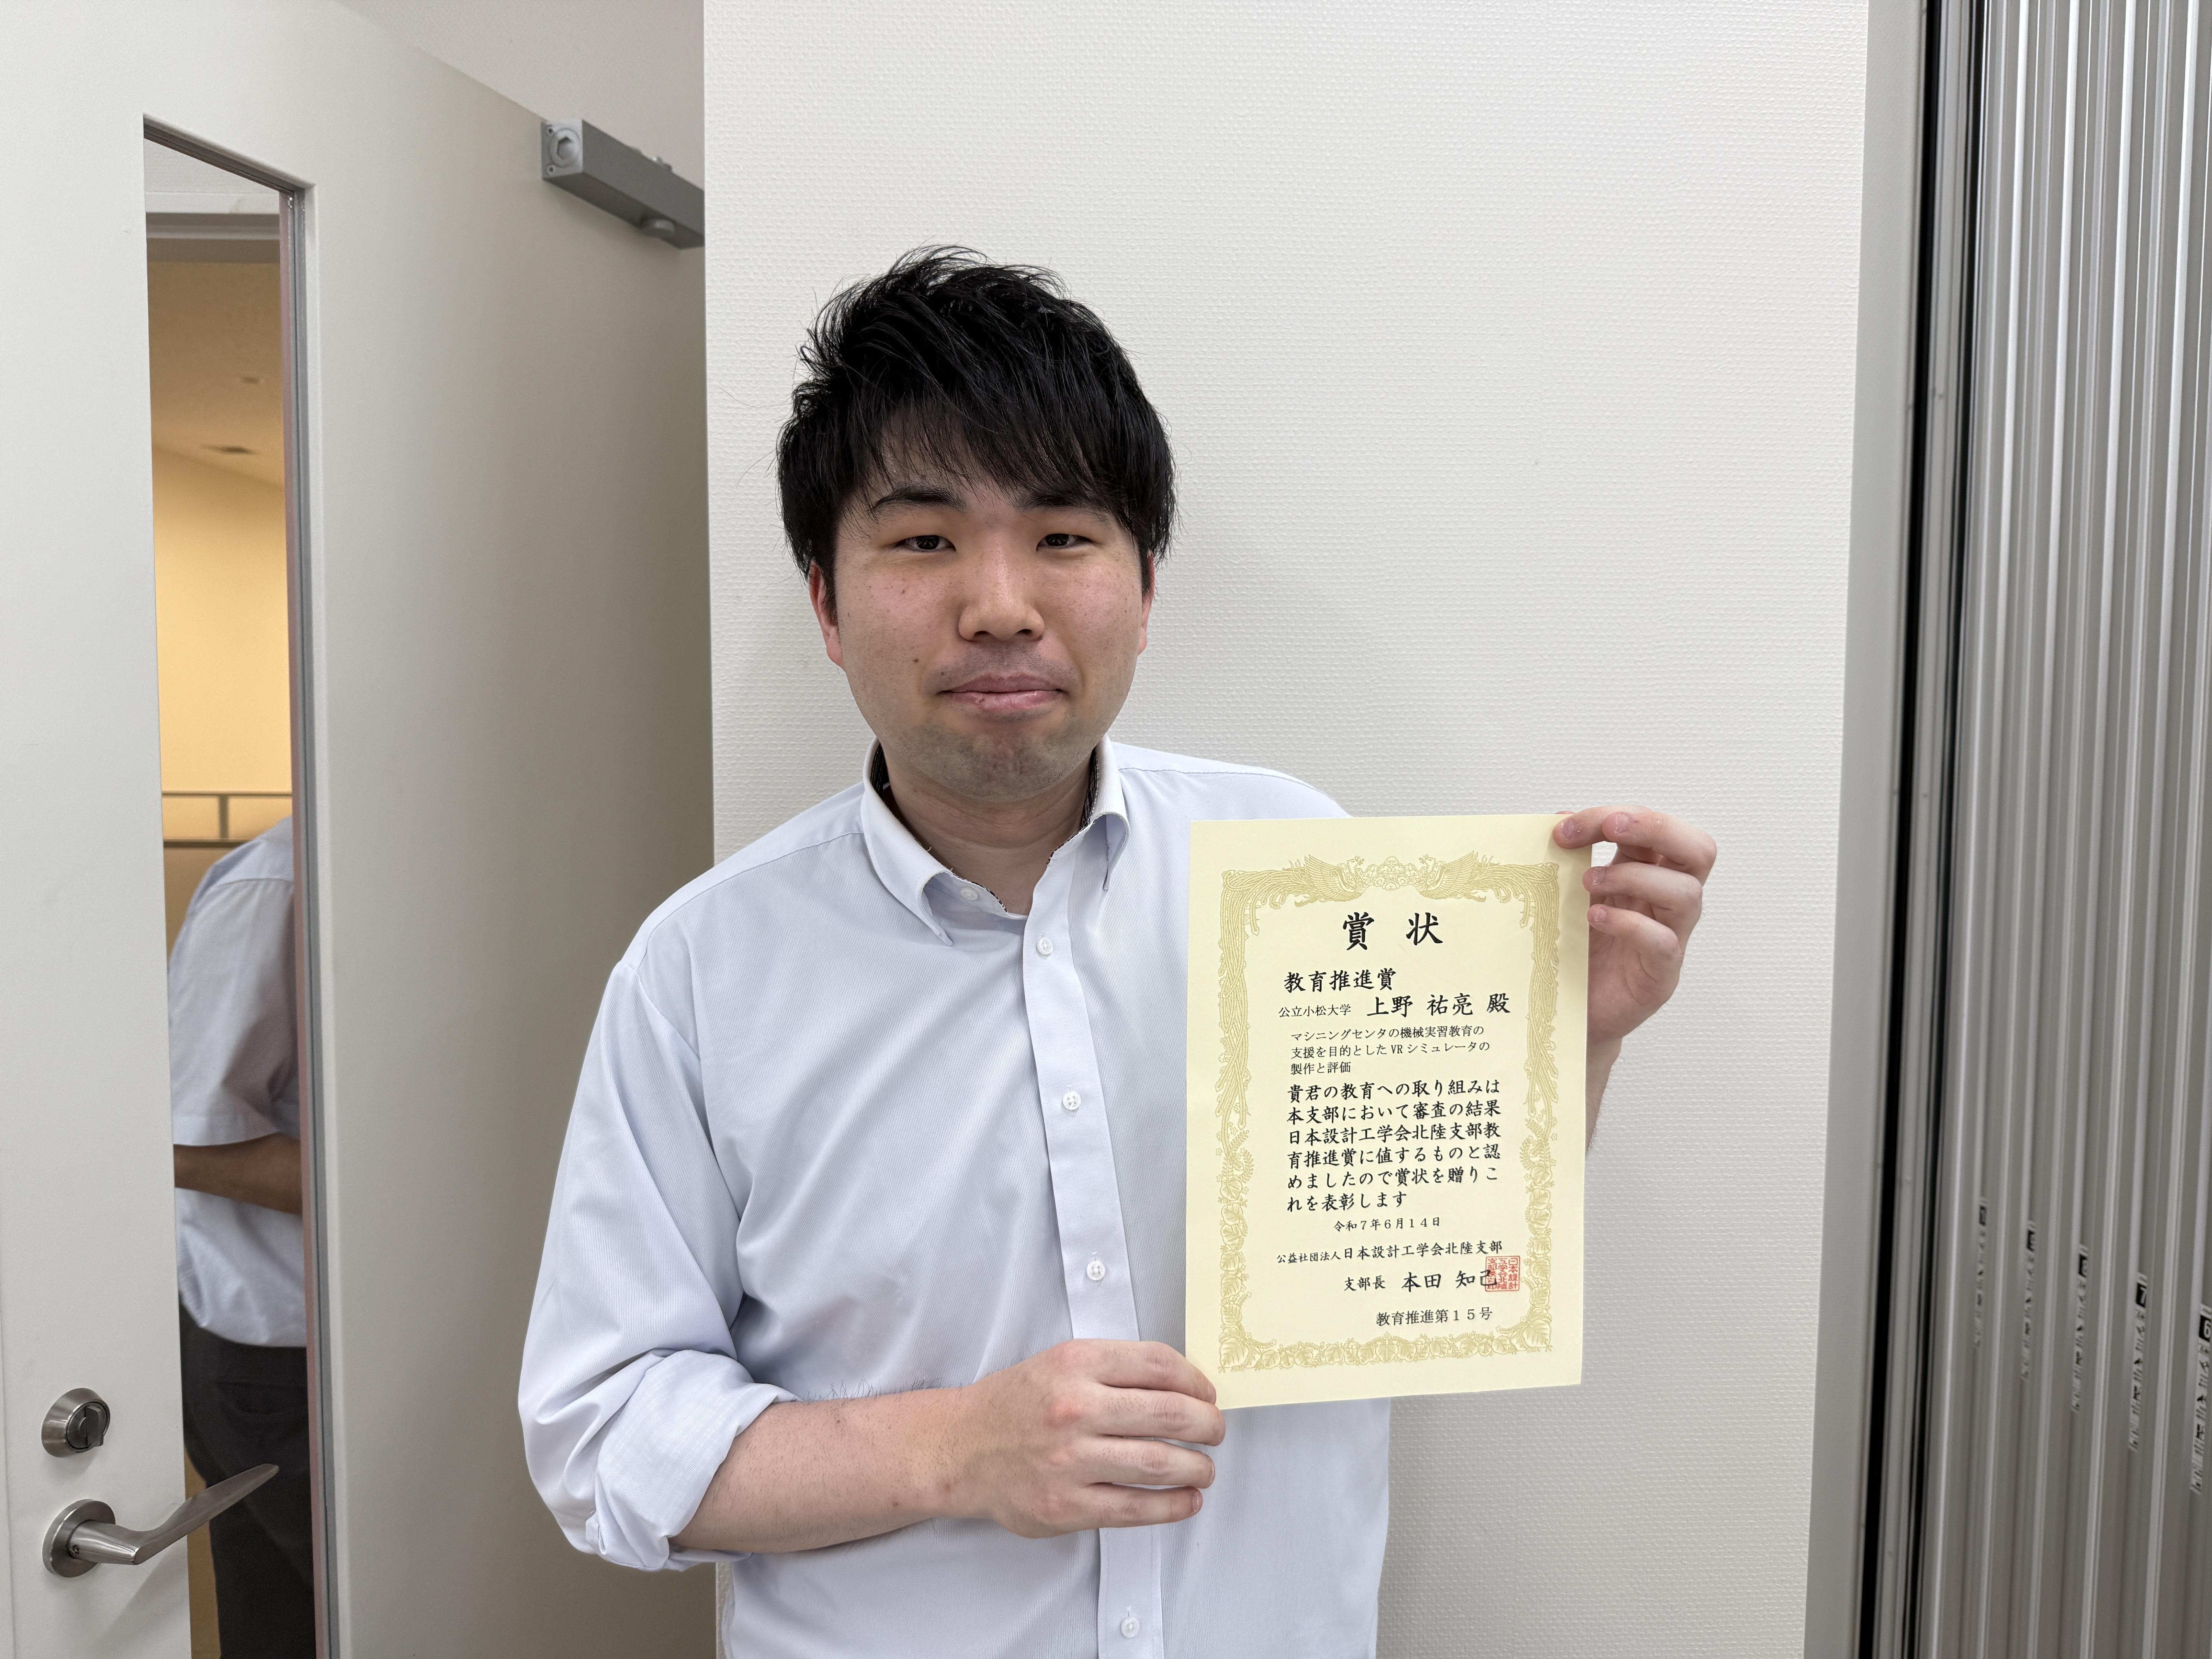 賞 状
教育推進賞
公立小松大学 上野 祐亮 殿
マシニングセンタの機械実習教育の
支援を目的としたVRシミュレータの
製作と評価
貴君の教育への取り組みは
本支部において審査の結果
日本設計工学会北陸支部教
育推進賞に値するものと認
めましたので賞状を贈りこ
れを表彰します
令和7年6月14日
公益社団法人日本設計工学会北陸支部
支部長 本田 知己
教育推進第15号
7
6